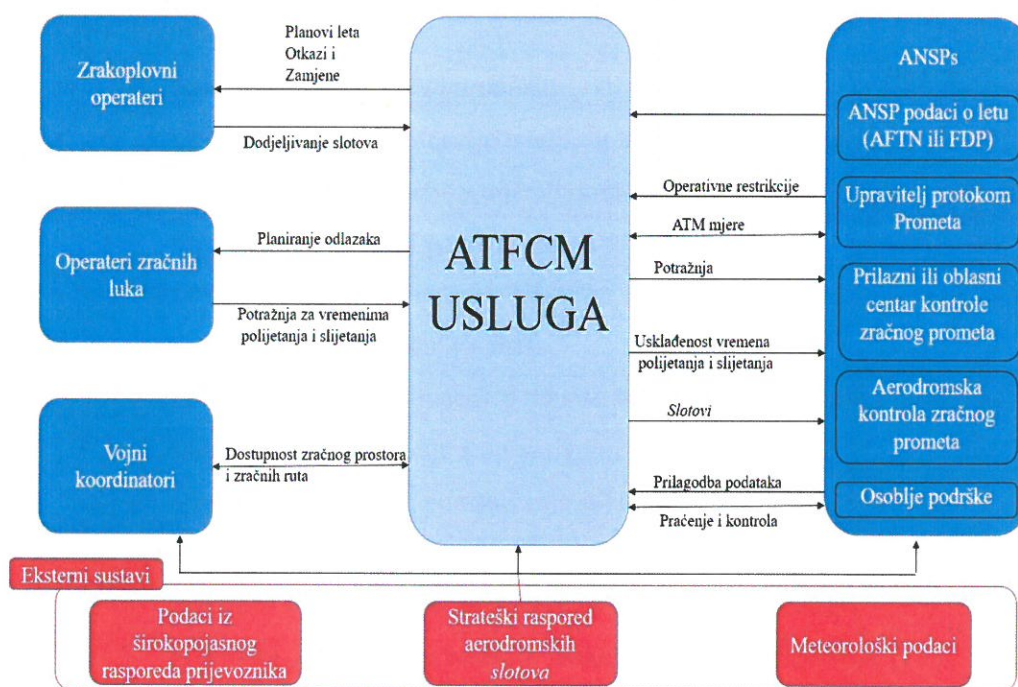 Zrakoplovni
operateri
Planovi leta
Otkazi i
Zamjene
Dodjeljivanje slotova
Operateri zračnih
luka
Planiranje odlazaka
Potražnja za vremenima
polijetanja i slijetanja
Vojni
koordinatori
Dostupnost zračnog prostora
i zračnih ruta
ATFCM
USLUGA
Operativne restrikcije
ATM mjere
Potražnja
Usklađenost vremena
polijetanja i slijetanja
Slotovi
Prilagodba podataka
Praćenje i kontrola
ANSPs
ANSP podaci o letu
(AFTN ili FDP)
Upravitelj protokom
Prometa
Prilazni ili oblasni
centar kontrole
zračnog prometa
Aerodromska
kontrola zračnog
prometa
Osoblje podrške
Eksterni sustavi
Podaci iz
širokopojasnog
rasporeda prijevoznika
Strateški raspored
aerodromskih
slotova
Meteorološki podaci